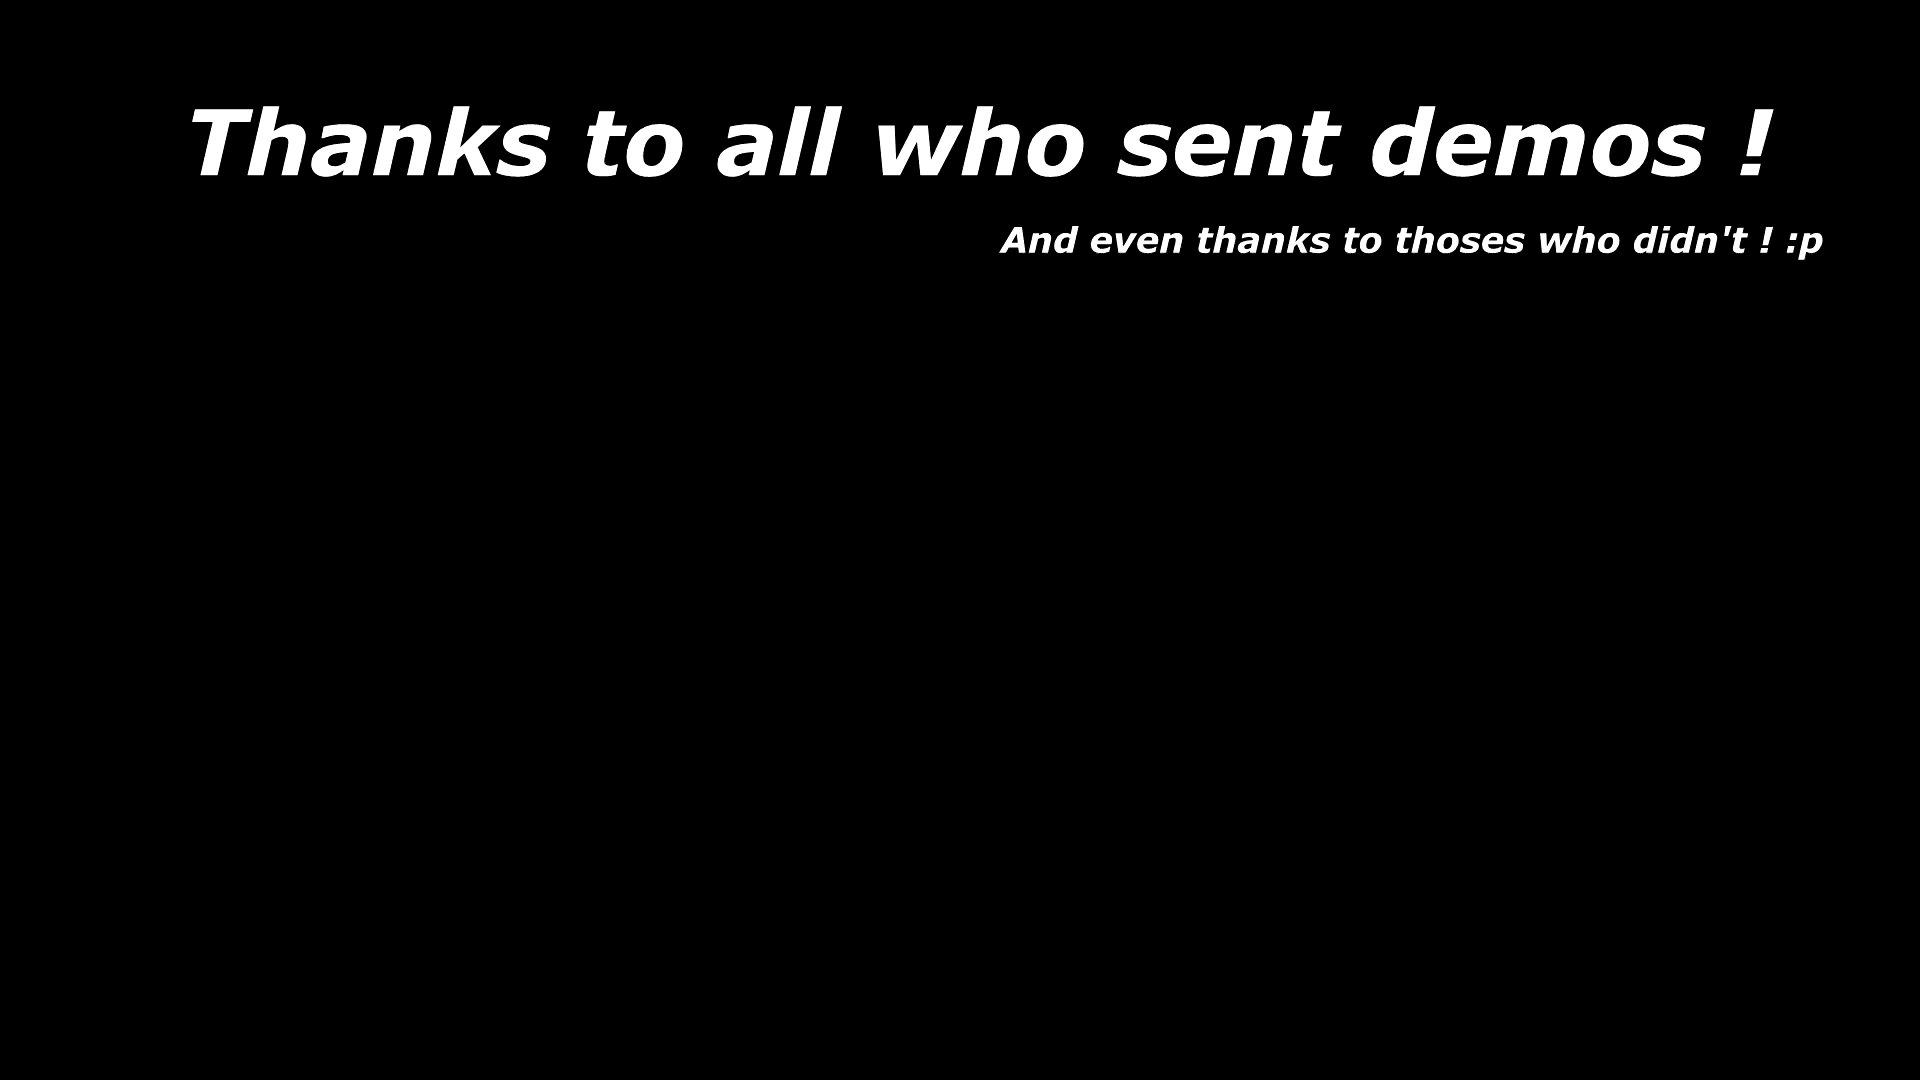 Thanks to all who sent demos !
And even thanks to thoses who didn't ! :p